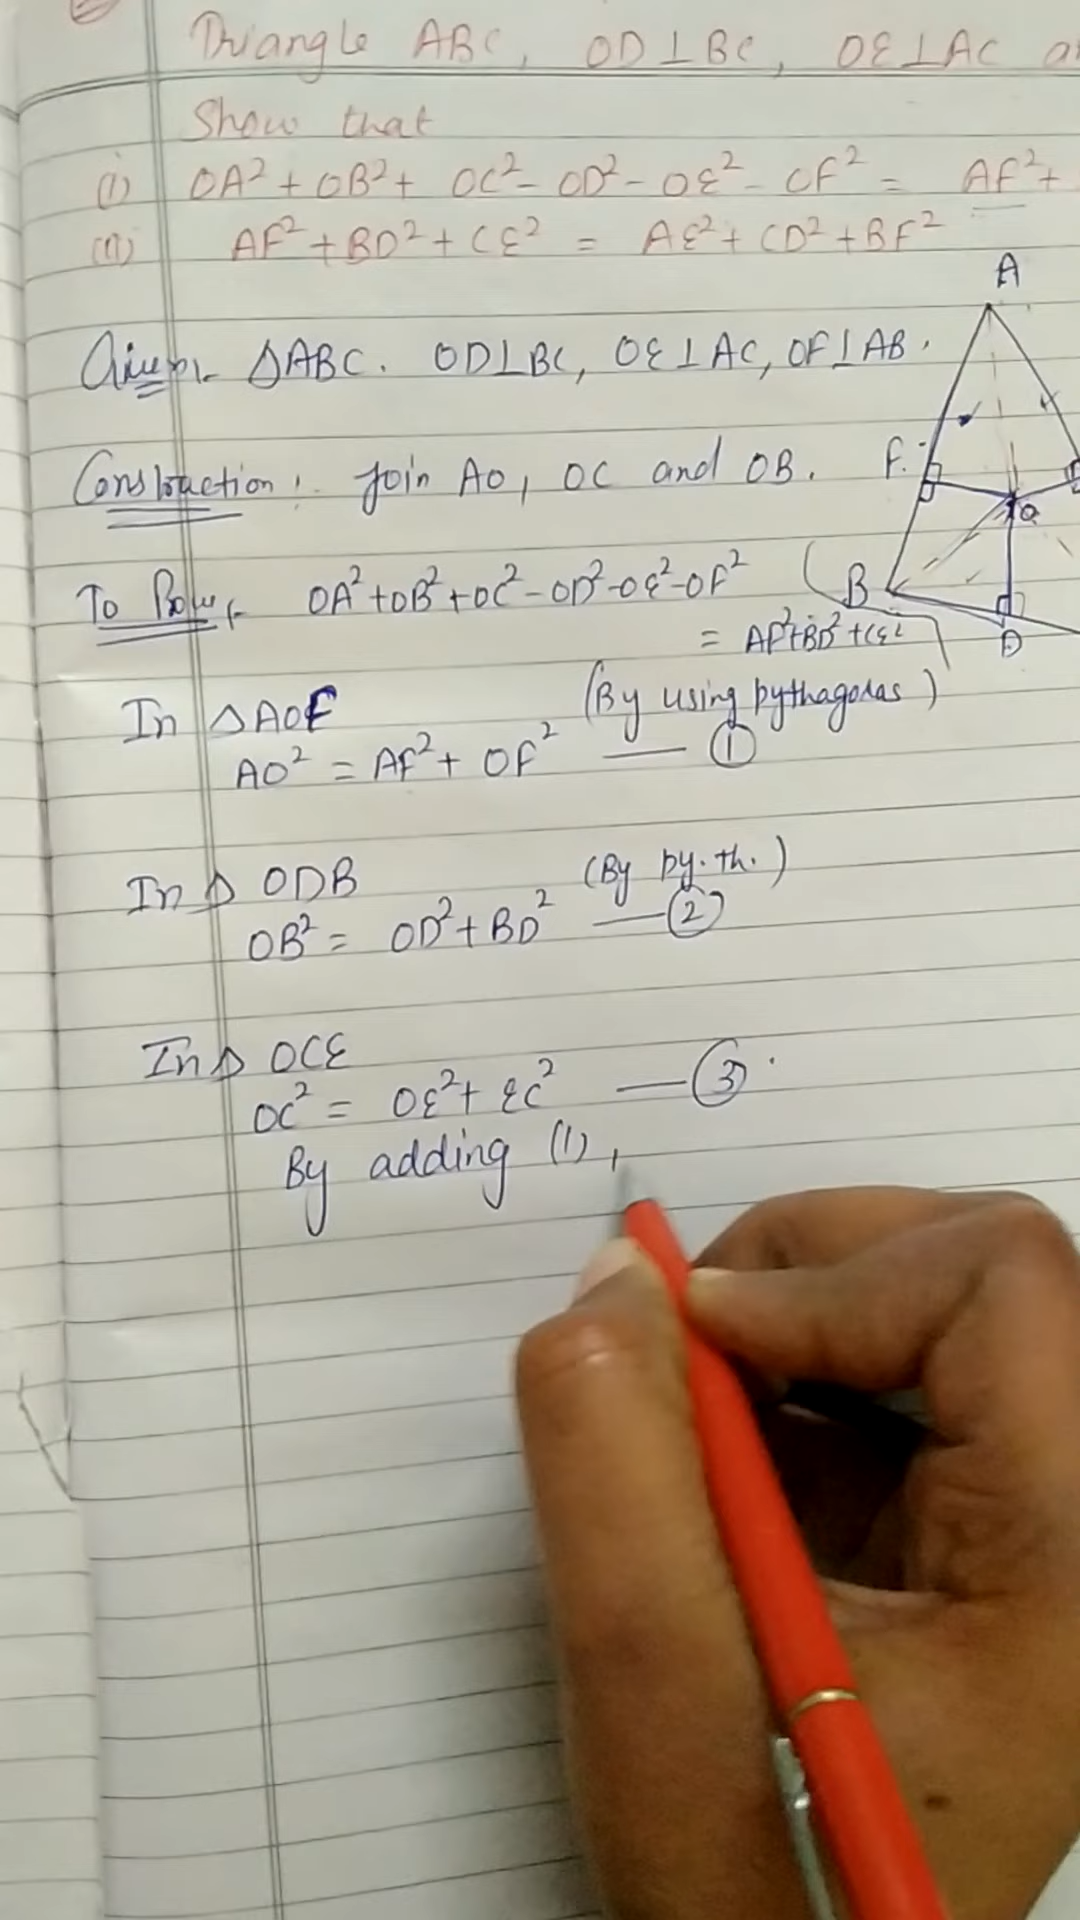 Triangle ABC, OD⊥BC, OE⊥AC
Show that
(i) OA²+OB²+OC²-OD²-OE²-OF² = AF²+
(ii) AF²+BD²+CE² = AE²+CD²+BF²
A
Given:- △ABC. OD⊥BC, OE⊥AC, OF⊥AB.
Construction: Join AO, OC and OB.
F.
O
To Prove:- OA²+OB²+OC²-OD²-OE²-OF²
B
= AF²+BD²+CE²
D
In △AOF (By using pythagoras)
AO² = AF²+OF² — ①
In △ ODB (By py. th.)
OB² = OD²+BD² — ②
In △ OCE
OC² = OE²+EC² — ③
By adding (1),